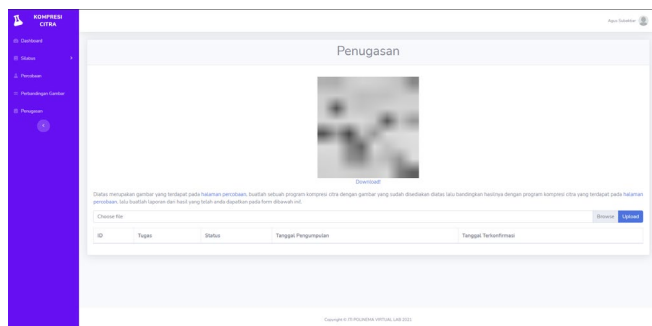 KOMPRESI
CITRA
Dashboard
Silabus
Percobaan
Perbandingan Gambar
Penugasan
Penugasan
Download!
Diatas merupakan gambar yang terdapat pada halaman percobaan, buatlah sebuah program kompresi citra dengan gambar yang sudah disediakan diatas lalu bandingkan hasilnya dengan program kompresi citra yang terdapat pada halaman
percobaan, lalu buatlah laporan dari hasil yang telah anda dapatkan pada form dibawah ini!
Choose file
Browse
Upload
ID Tugas Status Tanggal Pengumpulan Tanggal Terkonfirmasi
Copyright © ITI POLINEMA VIRTUAL LAB 2021